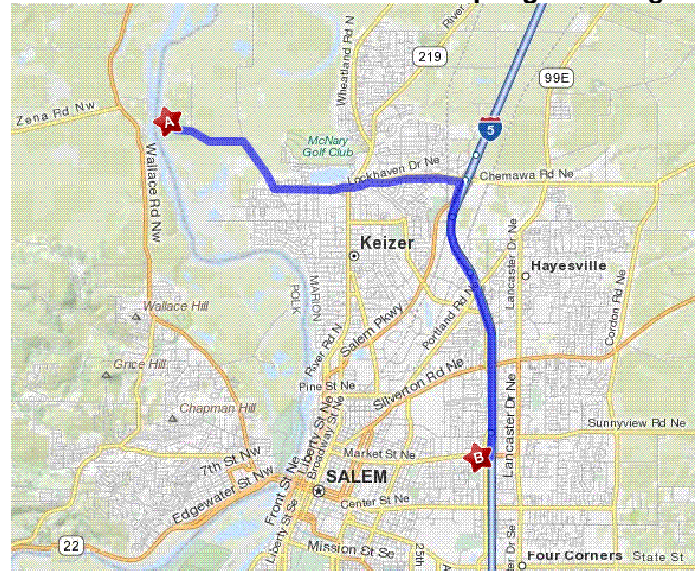 219
River
Wheatland Rd N
99E
5
Zena Rd Nw
A
McNary
Golf Club
Lockhaven Dr Ne
Chemawa Rd Ne
Wallace Rd Nw
Keizer
Hayesville
Lancaster Dr Ne
MARION
POLK
Cordon Rd Ne
Wallace Hill
Portland Rd N
Salem Pkwy
River Rd N
Grice Hill
Silverton Rd Ne
Pine St Ne
Lancaster Dr Ne
Chapman Hill
Liberty St Ne
Broadway St Ne
Sunnyview Rd Ne
Market St Ne
B
7th St Nw
Edgewater St Nw
Front St Ne
SALEM
Center St Ne
Liberty St Se
22
Mission St Se
25th
er Dr Se
Four Corners
State St